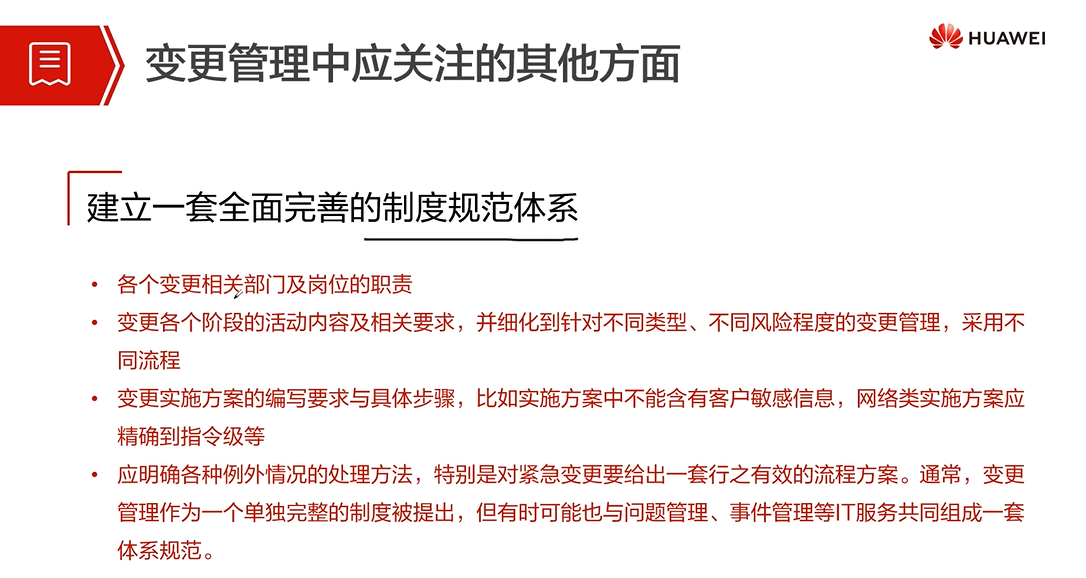 变更管理中应关注的其他方面
HUAWEI
建立一套全面完善的制度规范体系
• 各个变更相关部门及岗位的职责
• 变更各个阶段的活动内容及相关要求，并细化到针对不同类型、不同风险程度的变更管理，采用不
同流程
• 变更实施方案的编写要求与具体步骤，比如实施方案中不能含有客户敏感信息，网络类实施方案应
精确到指令级等
• 应明确各种例外情况的处理方法，特别是对紧急变更要给出一套行之有效的流程方案。通常，变更
管理作为一个单独完整的制度被提出，但有时可能也与问题管理、事件管理等IT服务共同组成一套
体系规范。